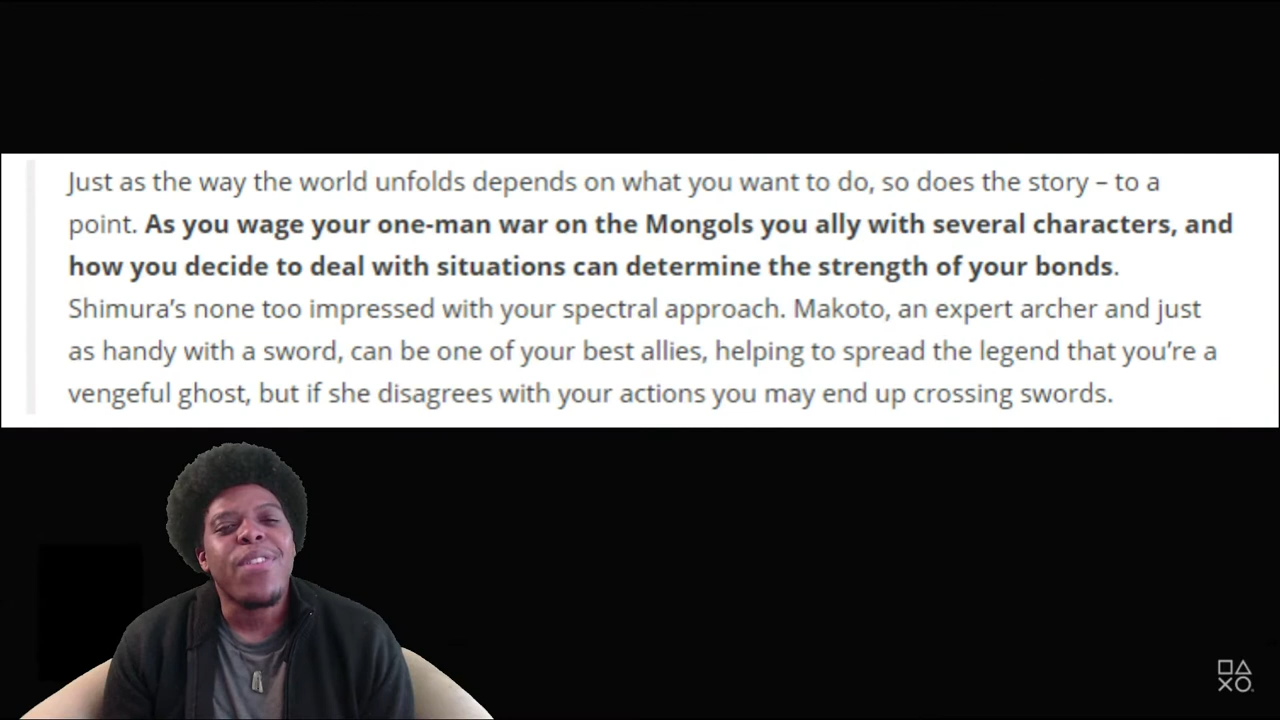 Just as the way the world unfolds depends on what you want to do, so does the story – to a
point. As you wage your one-man war on the Mongols you ally with several characters, and
how you decide to deal with situations can determine the strength of your bonds.
Shimura’s none too impressed with your spectral approach. Makoto, an expert archer and just
as handy with a sword, can be one of your best allies, helping to spread the legend that you’re a
vengeful ghost, but if she disagrees with your actions you may end up crossing swords.